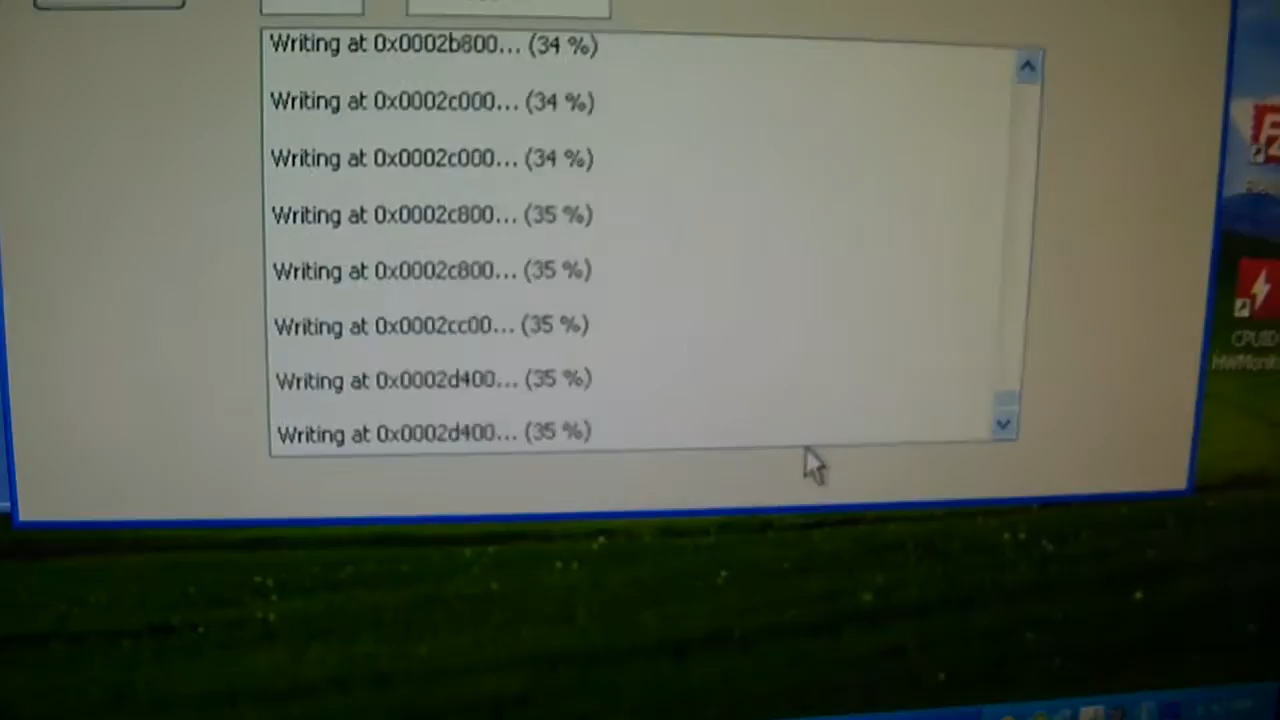 Writing at 0x0002b800... (34 %)
Writing at 0x0002c000... (34 %)
Writing at 0x0002c000... (34 %)
Writing at 0x0002c800... (35 %)
Writing at 0x0002c800... (35 %)
Writing at 0x0002cc00... (35 %)
Writing at 0x0002d400... (35 %)
Writing at 0x0002d400... (35 %)
CPUID